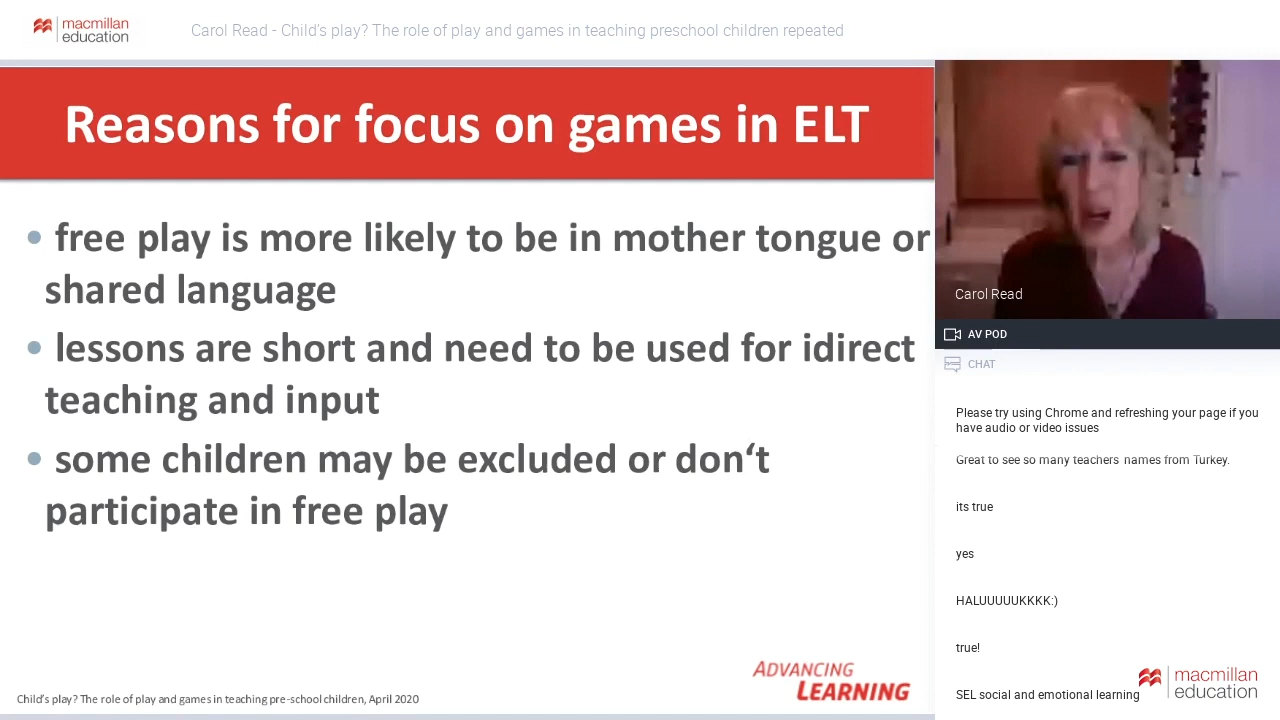 macmillan
education
Carol Read - Child's play? The role of play and games in teaching preschool children repeated
Reasons for focus on games in ELT
• free play is more likely to be in mother tongue or
shared language
• lessons are short and need to be used for idirect
teaching and input
• some children may be excluded or don‘t
participate in free play
ADVANCING
LEARNING
Child's play? The role of play and games in teaching pre-school children, April 2020
Carol Read
AV POD
CHAT
Please try using Chrome and refreshing your page if you
have audio or video issues
Great to see so many teachers names from Turkey.
its true
yes
HALUUUUUKKKK:)
true!
SEL social and emotional learning
macmillan
education